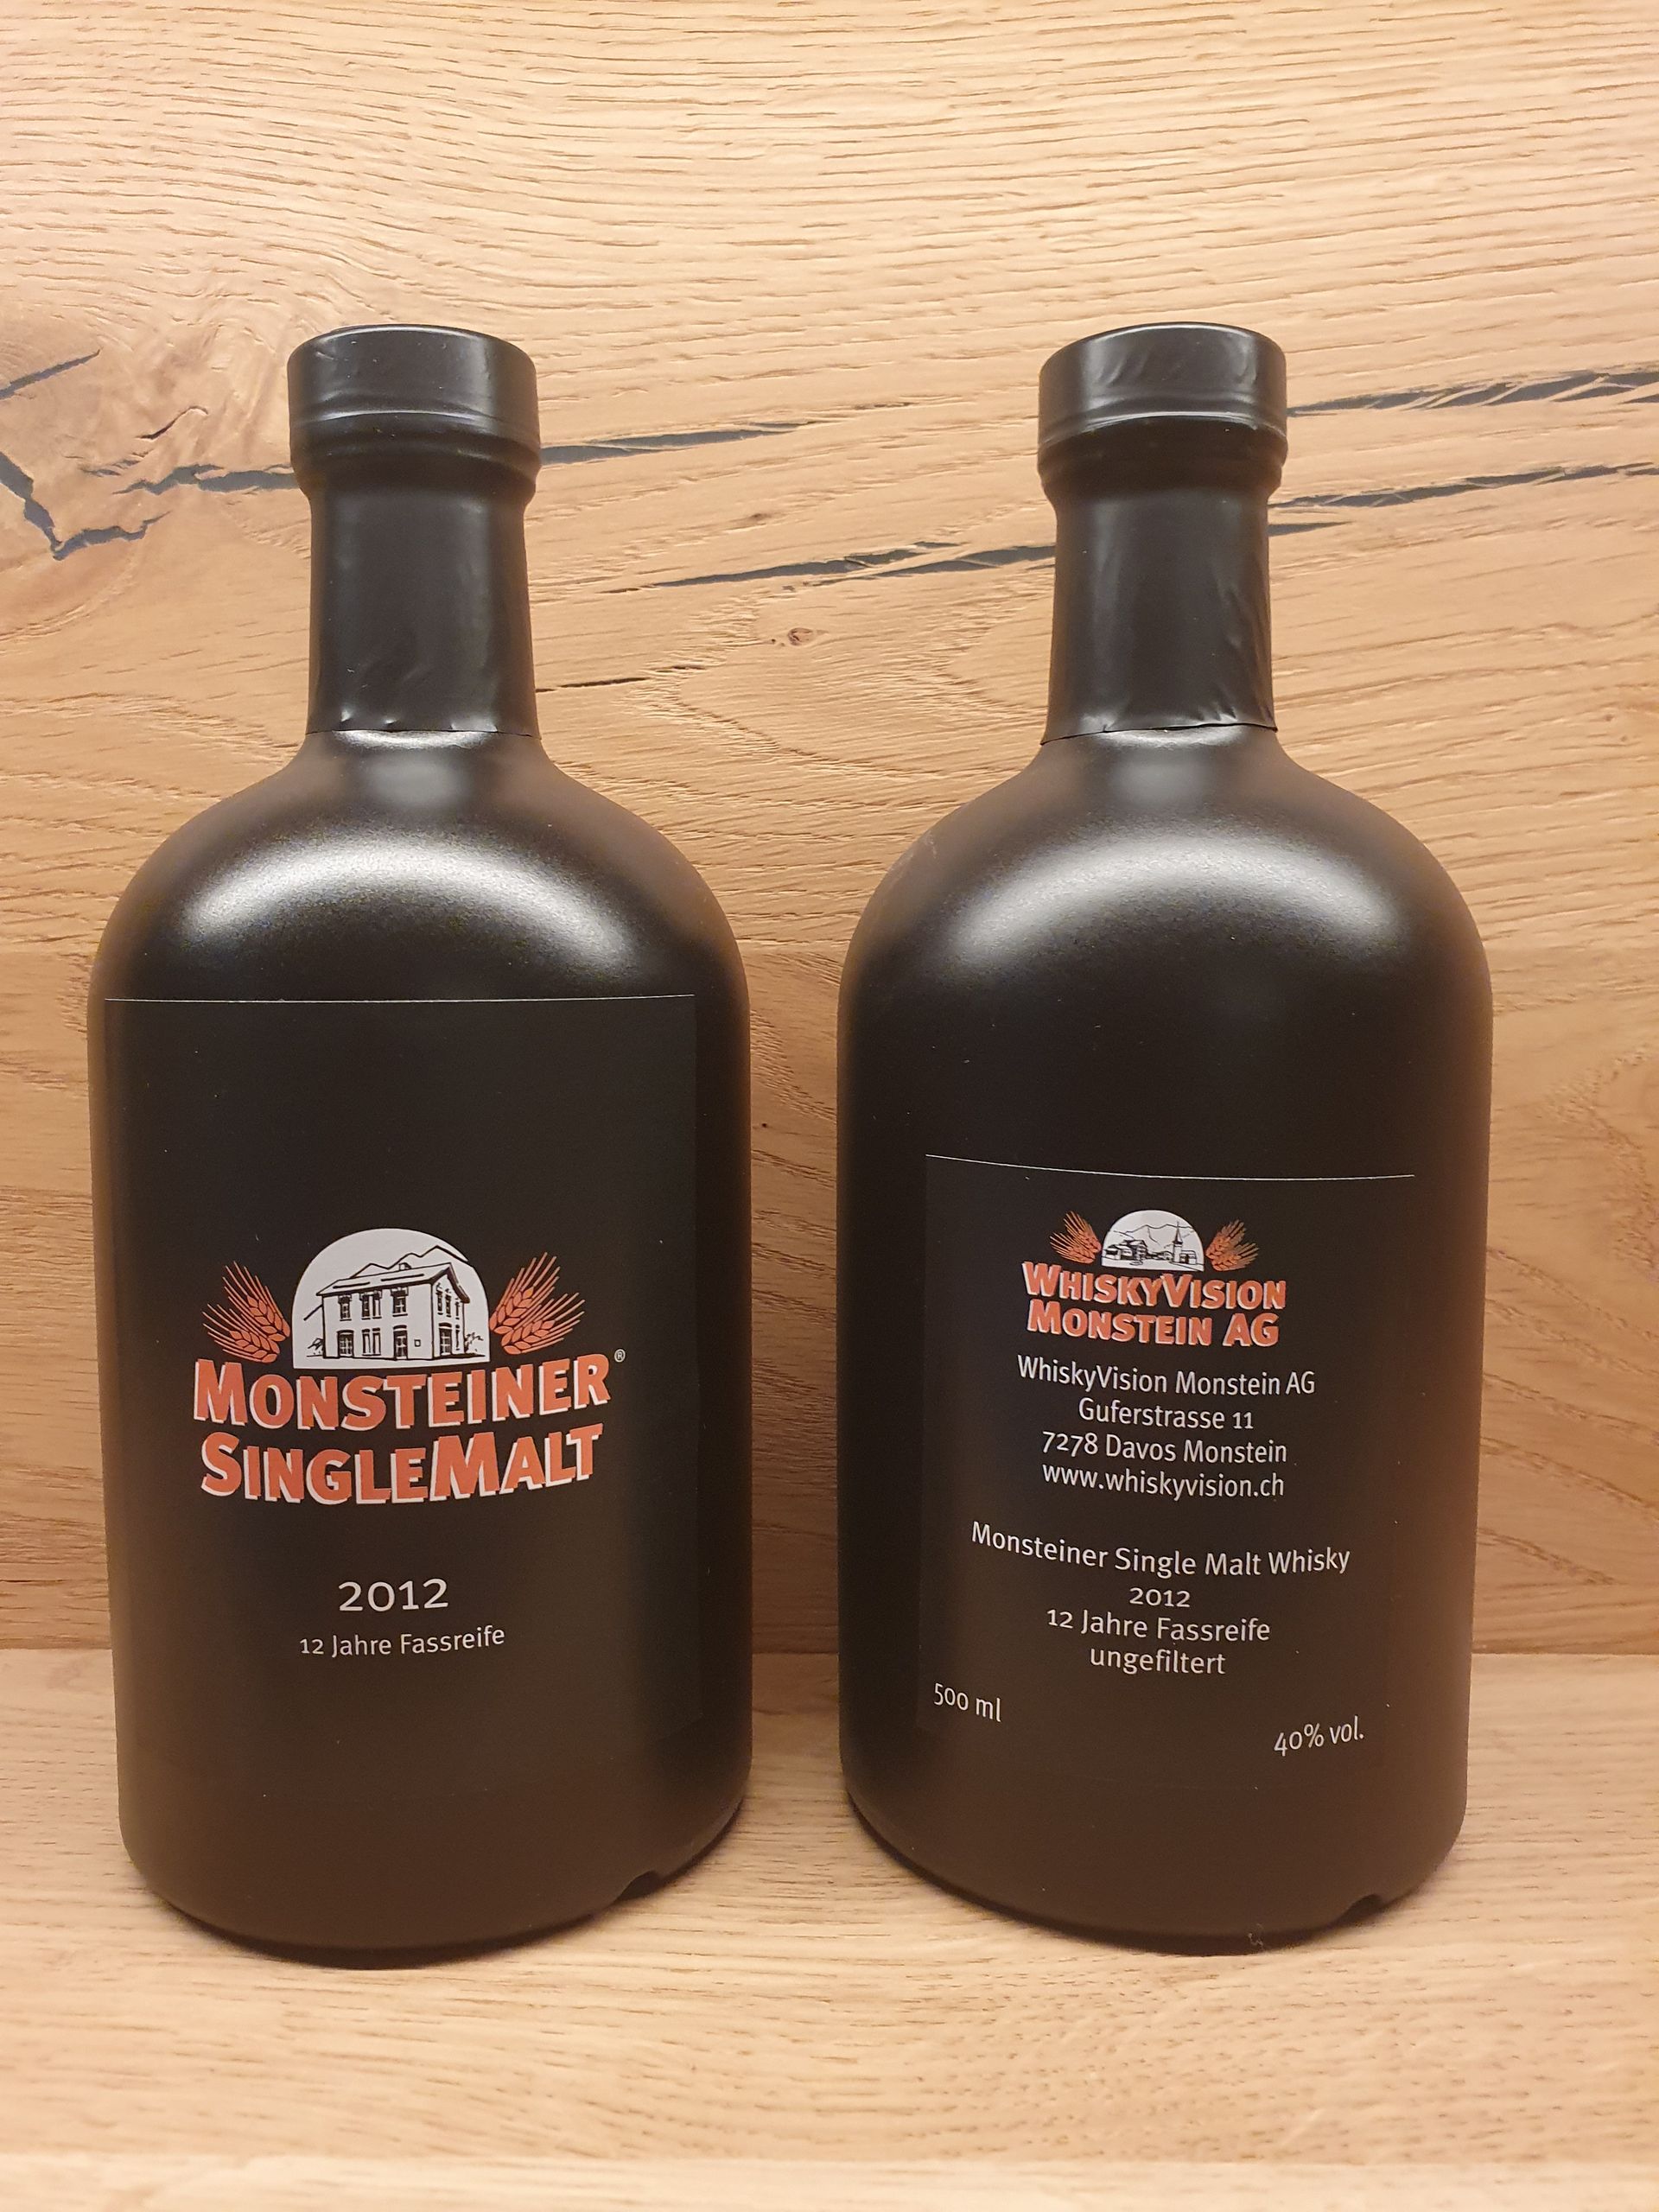 MONSTEINER®
SINGLEMALT
2012
12 Jahre Fassreife
WHISKYVISION
MONSTEIN AG
WhiskyVision Monstein AG
Guferstrasse 11
7278 Davos Monstein
www.whiskyvision.ch
Monsteiner Single Malt Whisky
2012
12 Jahre Fassreife
ungefiltert
500 ml
40% vol.